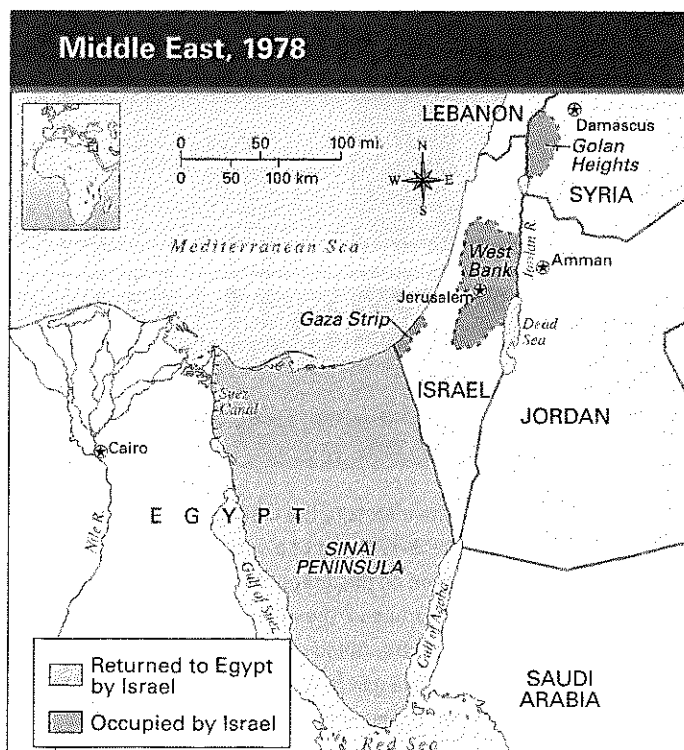 Middle East, 1978
LEBANON
Damascus
Golan
Heights
SYRIA
0 50 100 mi.
0 50 100 km
N
W E
S
Mediterranean Sea
West
Bank
Jordan R.
Amman
Jerusalem
Gaza Strip
Dead
Sea
ISRAEL
JORDAN
Suez
Canal
Cairo
EGYPT
Nile R.
SINAI
PENINSULA
Gulf of Suez
Gulf of Aqaba
SAUDI
ARABIA
Red Sea
Returned to Egypt
by Israel
Occupied by Israel